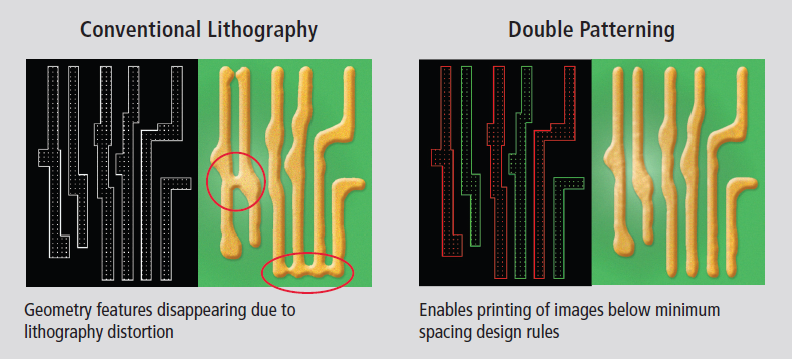 Conventional Lithography
Double Patterning
Geometry features disappearing due to
lithography distortion
Enables printing of images below minimum
spacing design rules